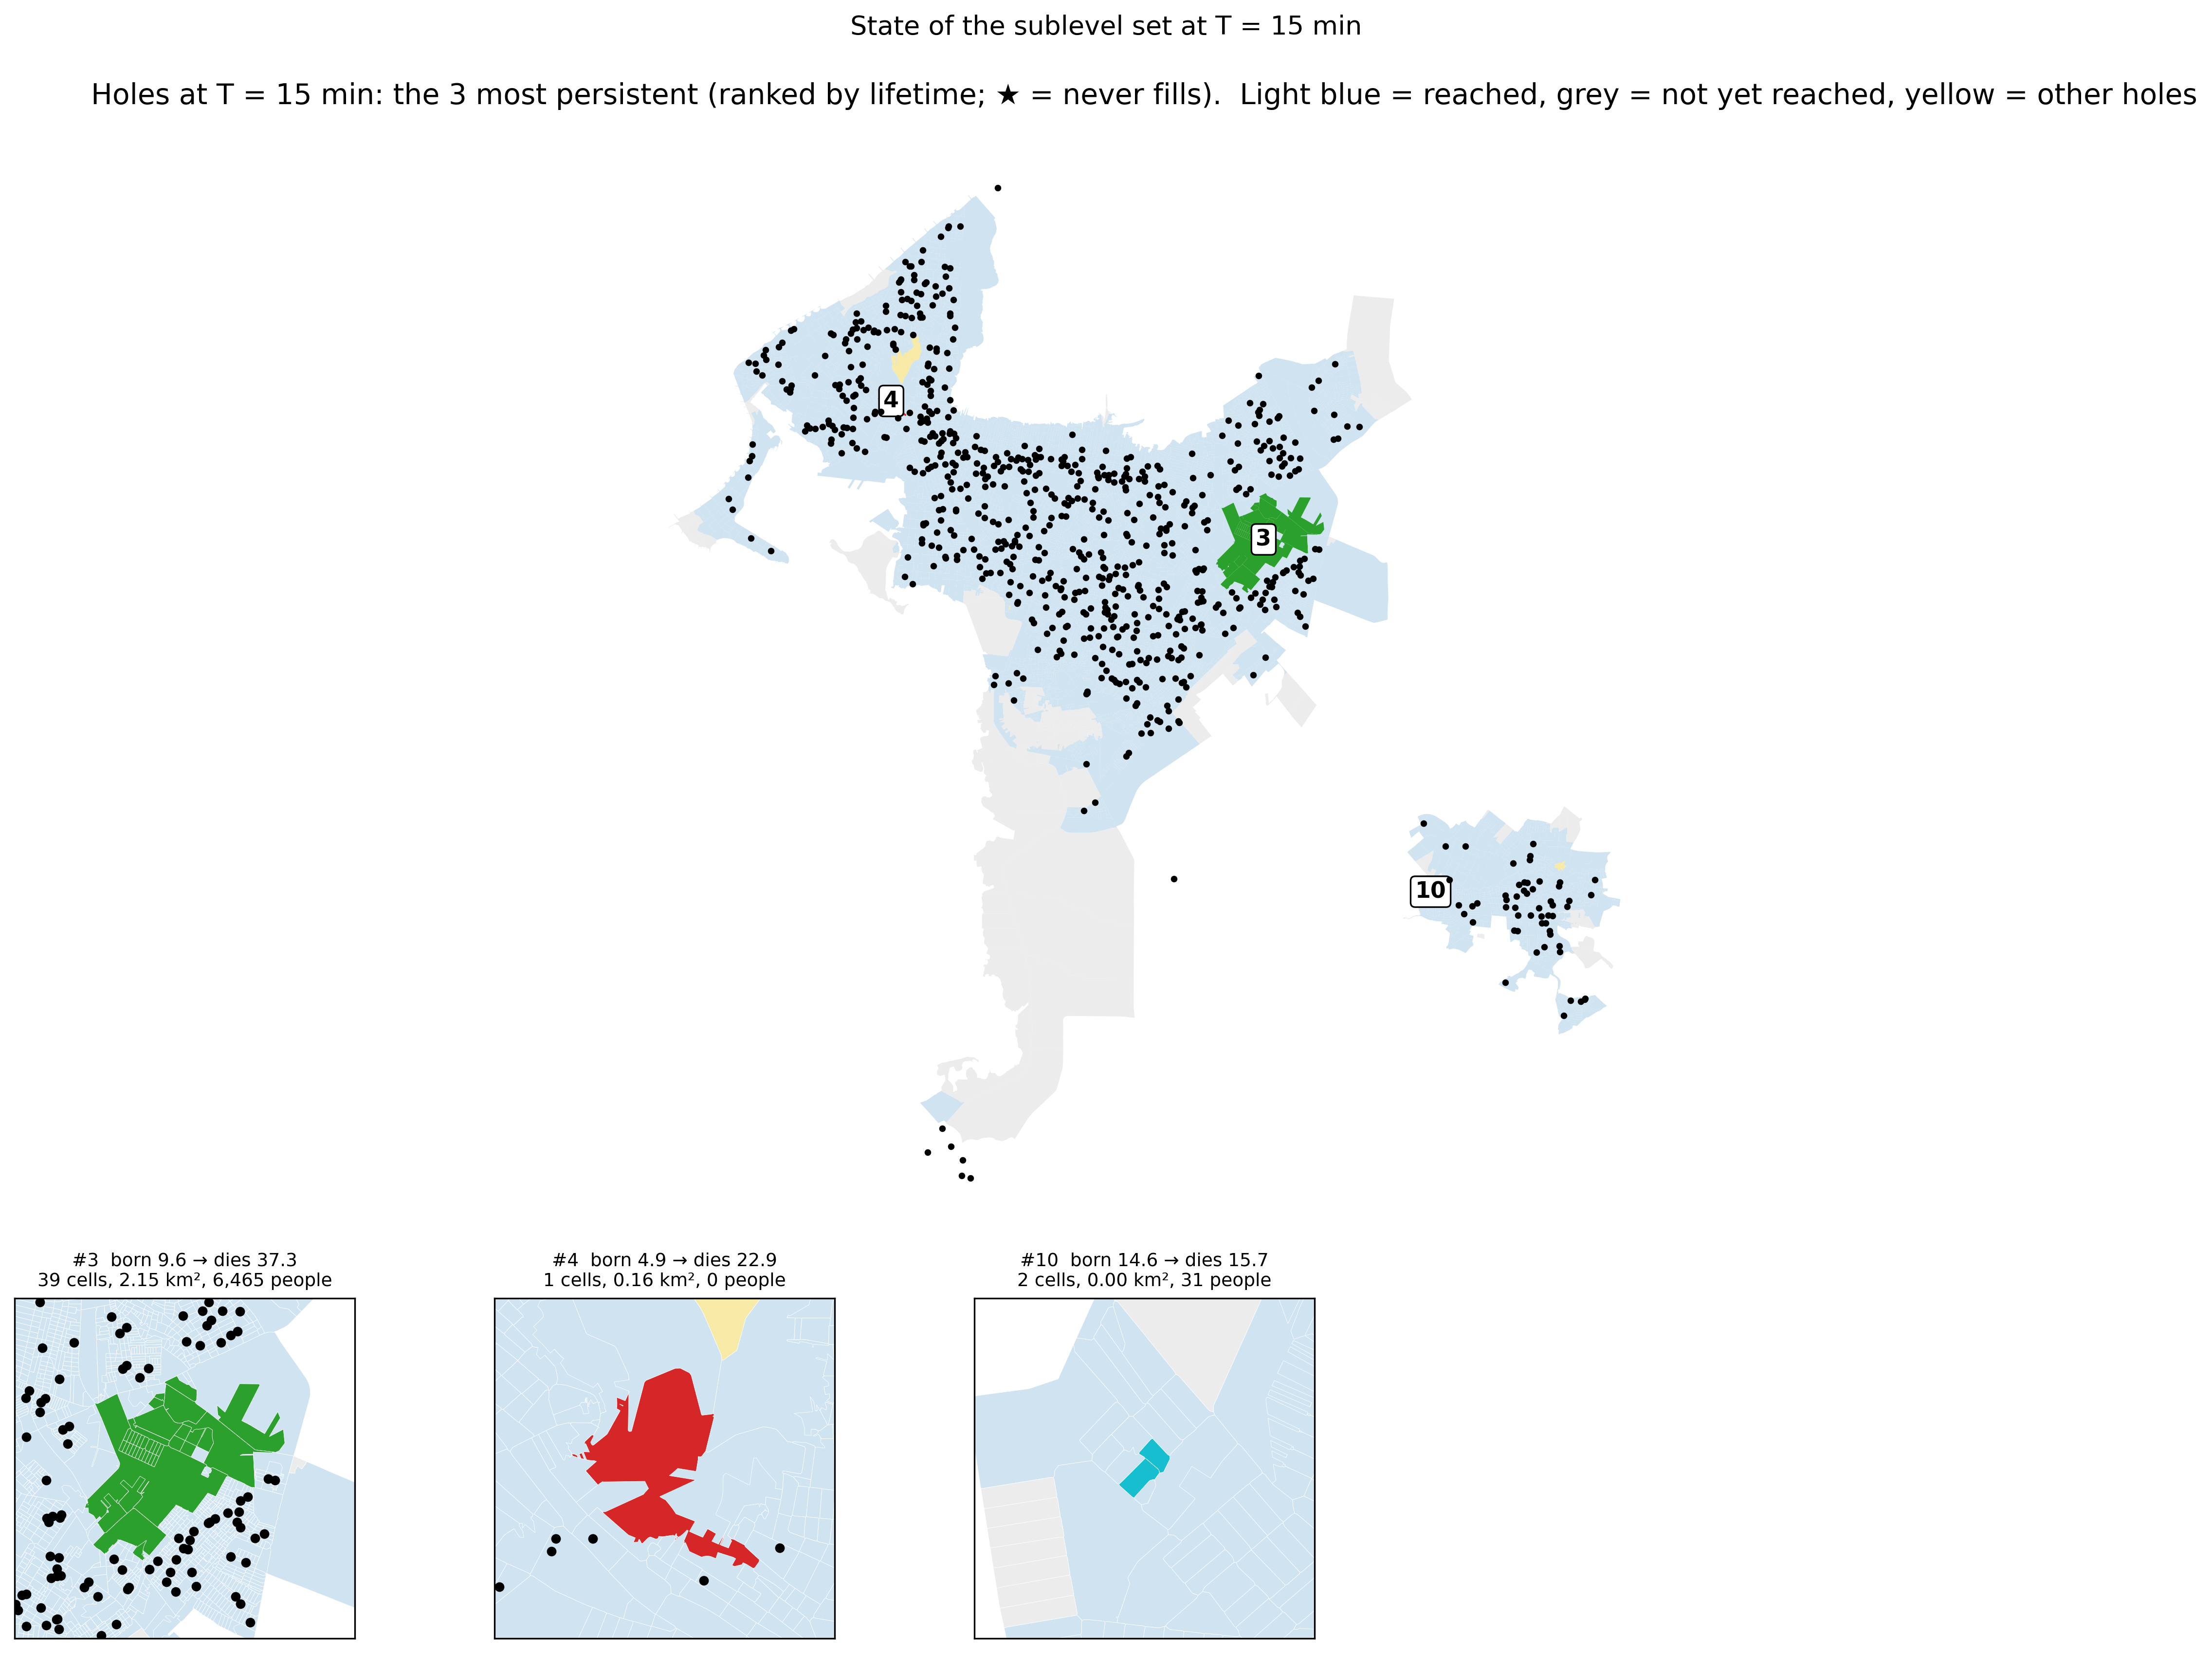 State of the sublevel set at T = 15 min
Holes at T = 15 min: the 3 most persistent (ranked by lifetime; ★ = never fills).  Light blue = reached, grey = not yet reached, yellow = other holes
4
3
10
#3  born 9.6 → dies 37.3
39 cells, 2.15 km², 6,465 people
#4  born 4.9 → dies 22.9
1 cells, 0.16 km², 0 people
#10  born 14.6 → dies 15.7
2 cells, 0.00 km², 31 people